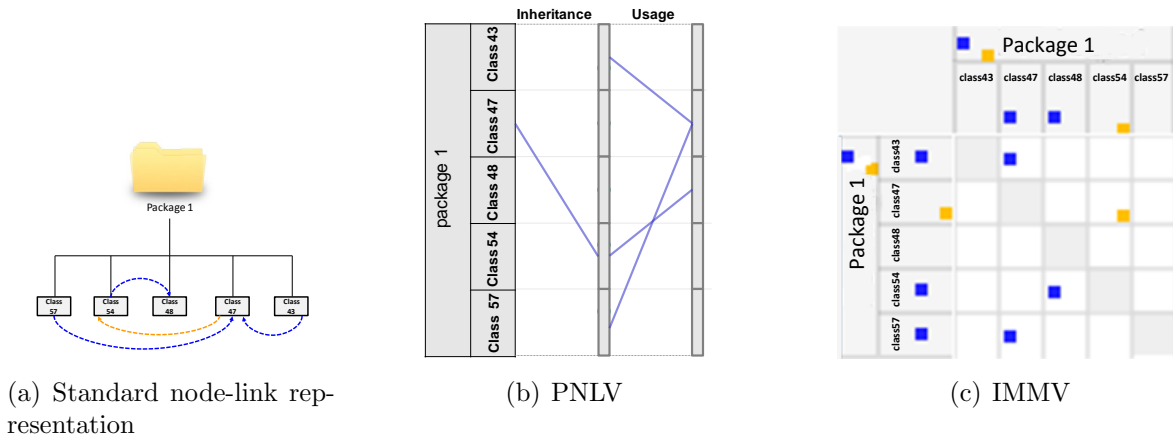 Package 1
Class 57
Class 54
Class 48
Class 47
Class 43
(a) Standard node-link rep-
resentation
Inheritance Usage
package 1
Class 43
Class 47
Class 48
Class 54
Class 57
(b) PNLV
Package 1
class43 class47 class48 class54 class57
Package 1
class43
class47
class48
class54
class57
(c) IMMV